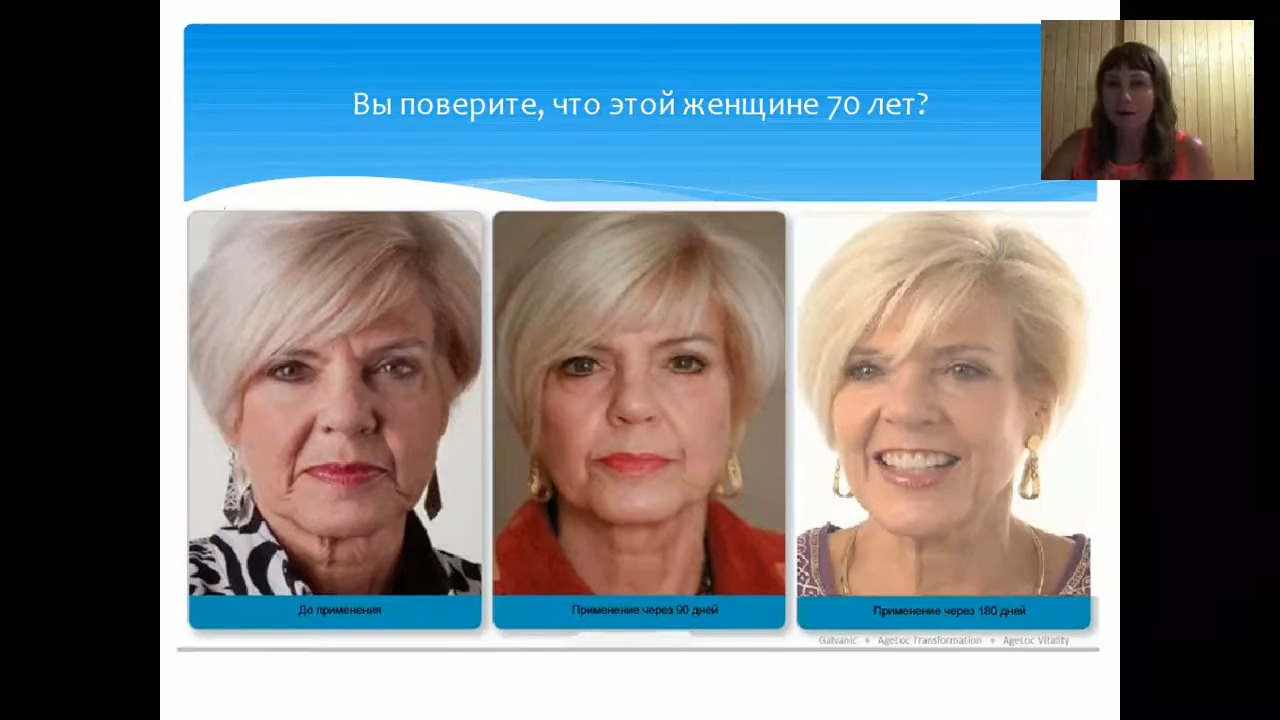 Вы поверите, что этой женщине 70 лет?
До применения
Применение через 90 дней
Применение через 180 дней
Galvanic • AgeLoc Transformation • AgeLoc Vitality